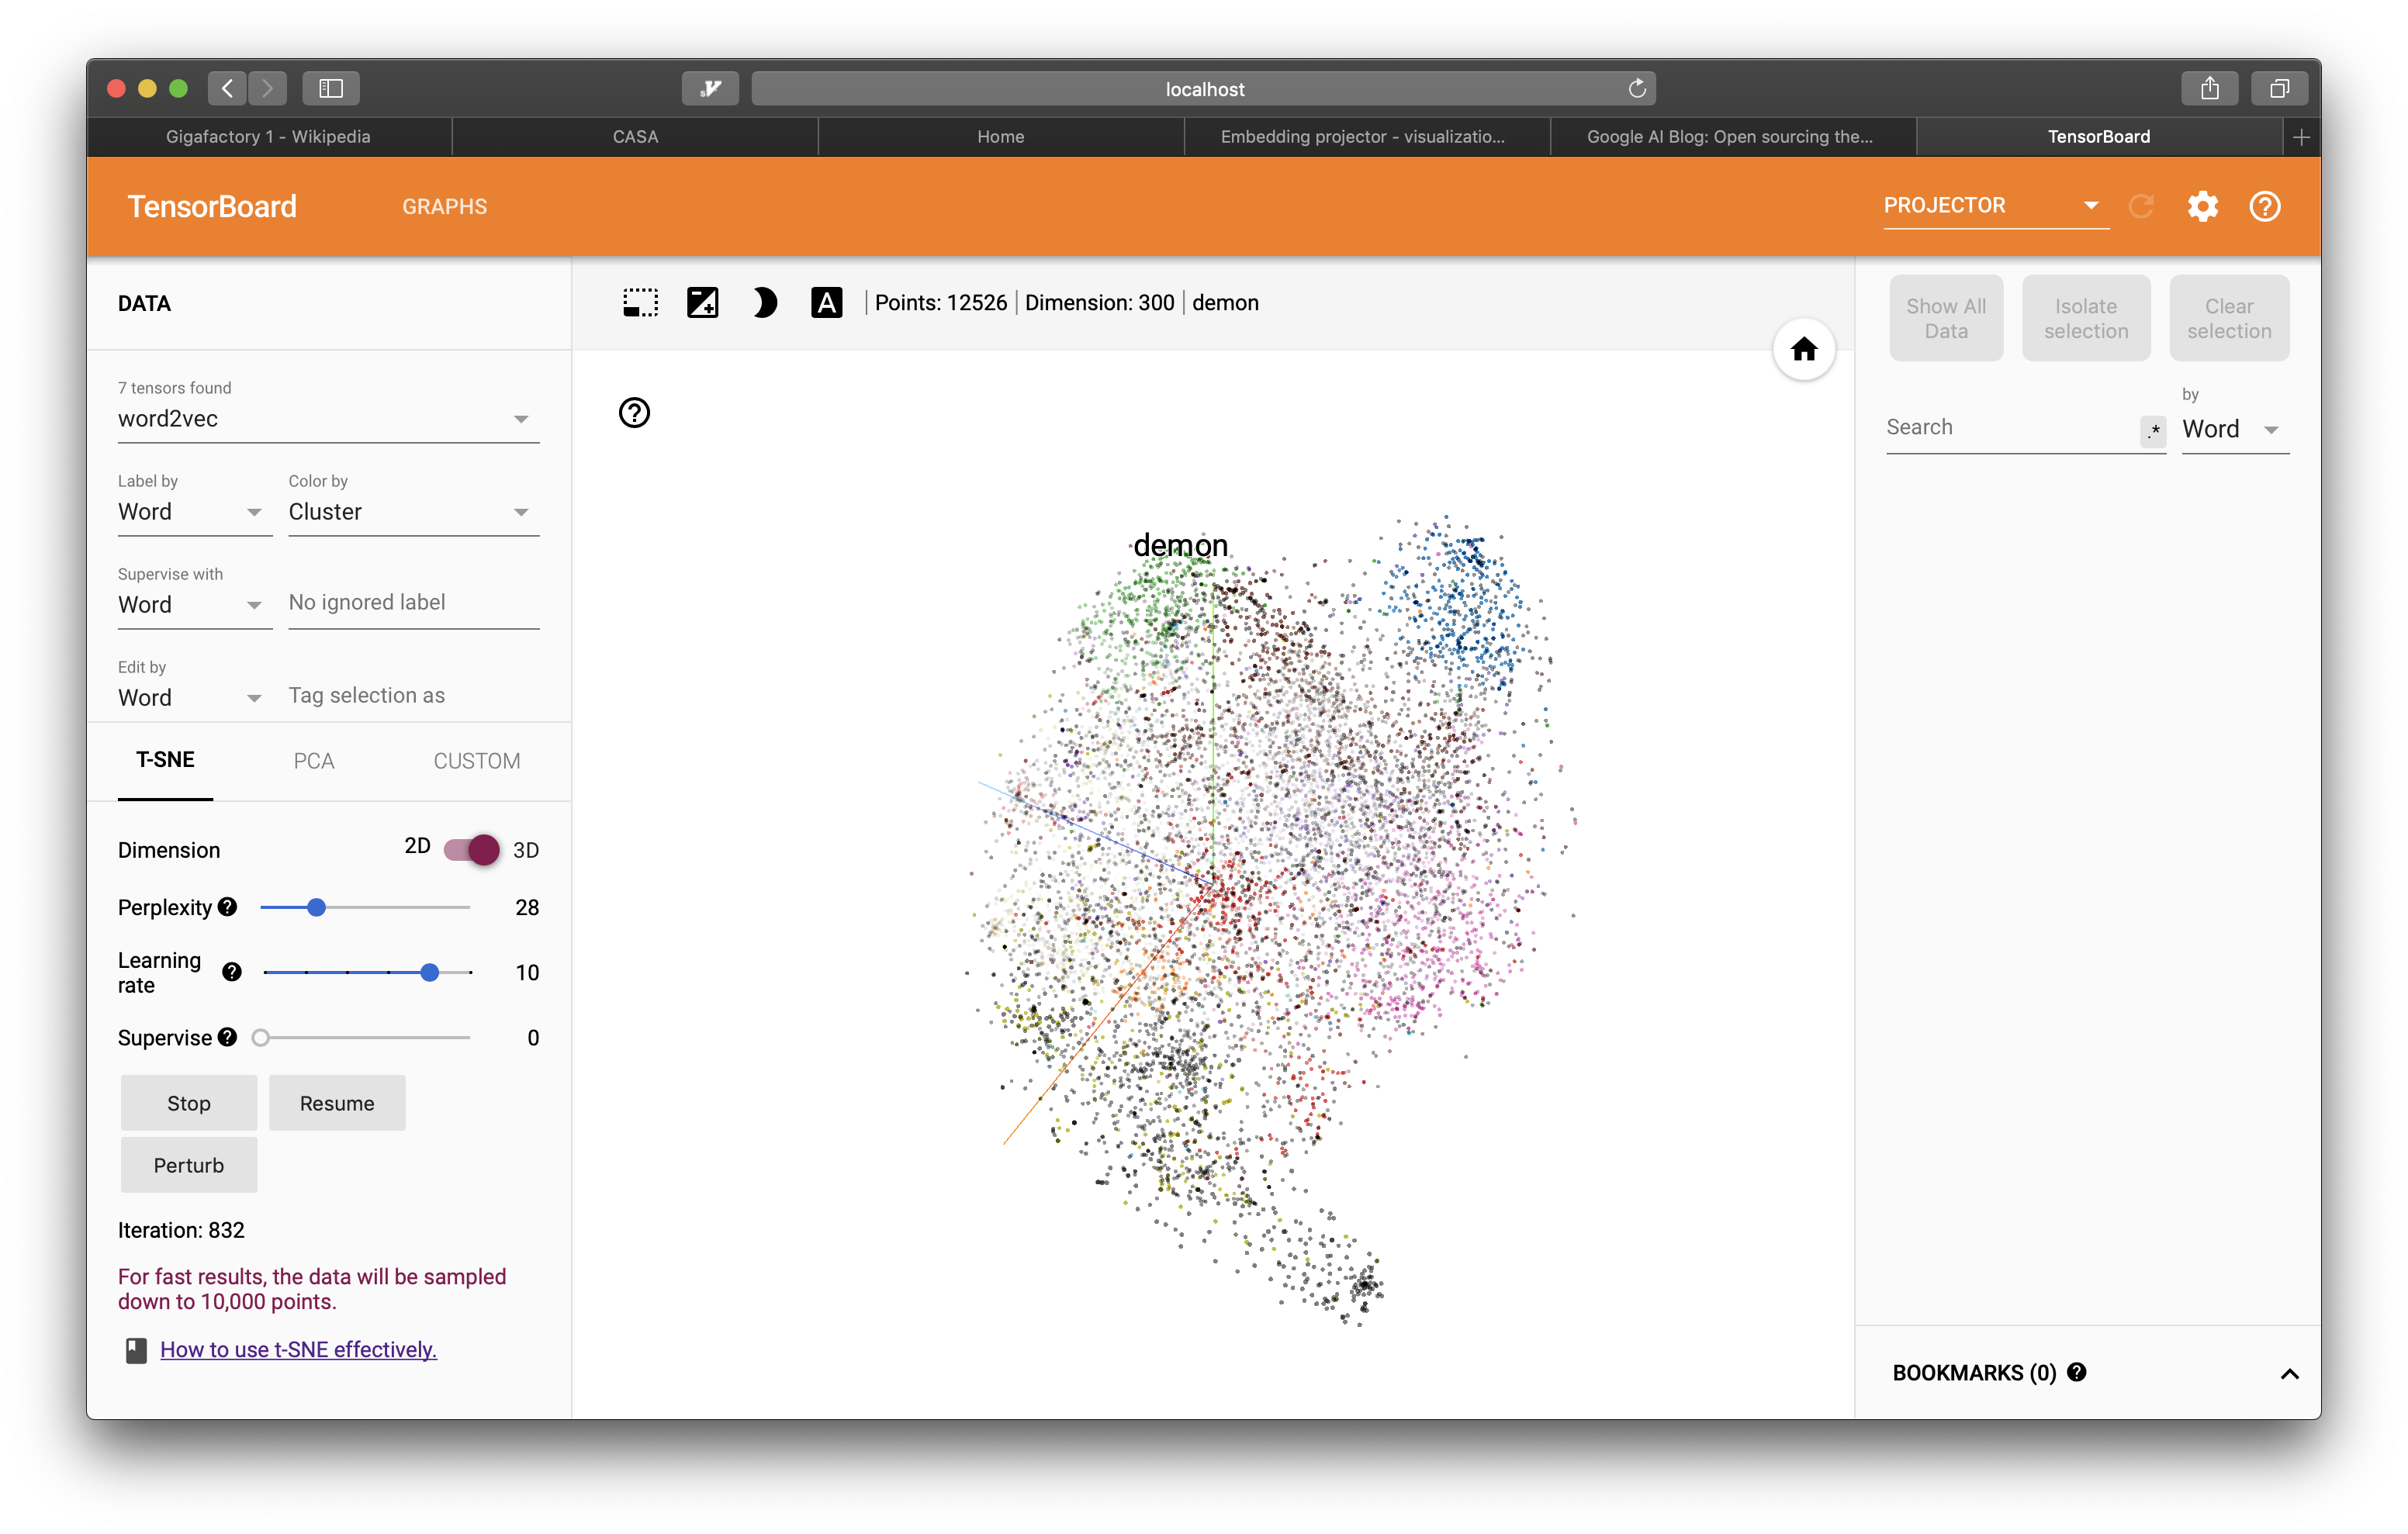 localhost
Gigafactory 1 - Wikipedia
CASA
Home
Embedding projector - visualizatio...
Google AI Blog: Open sourcing the...
TensorBoard
TensorBoard
GRAPHS
PROJECTOR
DATA
A
Points: 12526
Dimension: 300
demon
Show All
Data
Isolate
selection
Clear
selection
7 tensors found
word2vec
by
Search
.*
Word
Label by
Color by
Word
Cluster
Supervise with
Word
No ignored label
Edit by
Word
Tag selection as
demon
T-SNE
PCA
CUSTOM
Dimension
2D
3D
Perplexity
28
Learning
rate
10
Supervise
0
Stop
Resume
Perturb
Iteration: 832
For fast results, the data will be sampled
down to 10,000 points.
How to use t-SNE effectively.
BOOKMARKS (0)